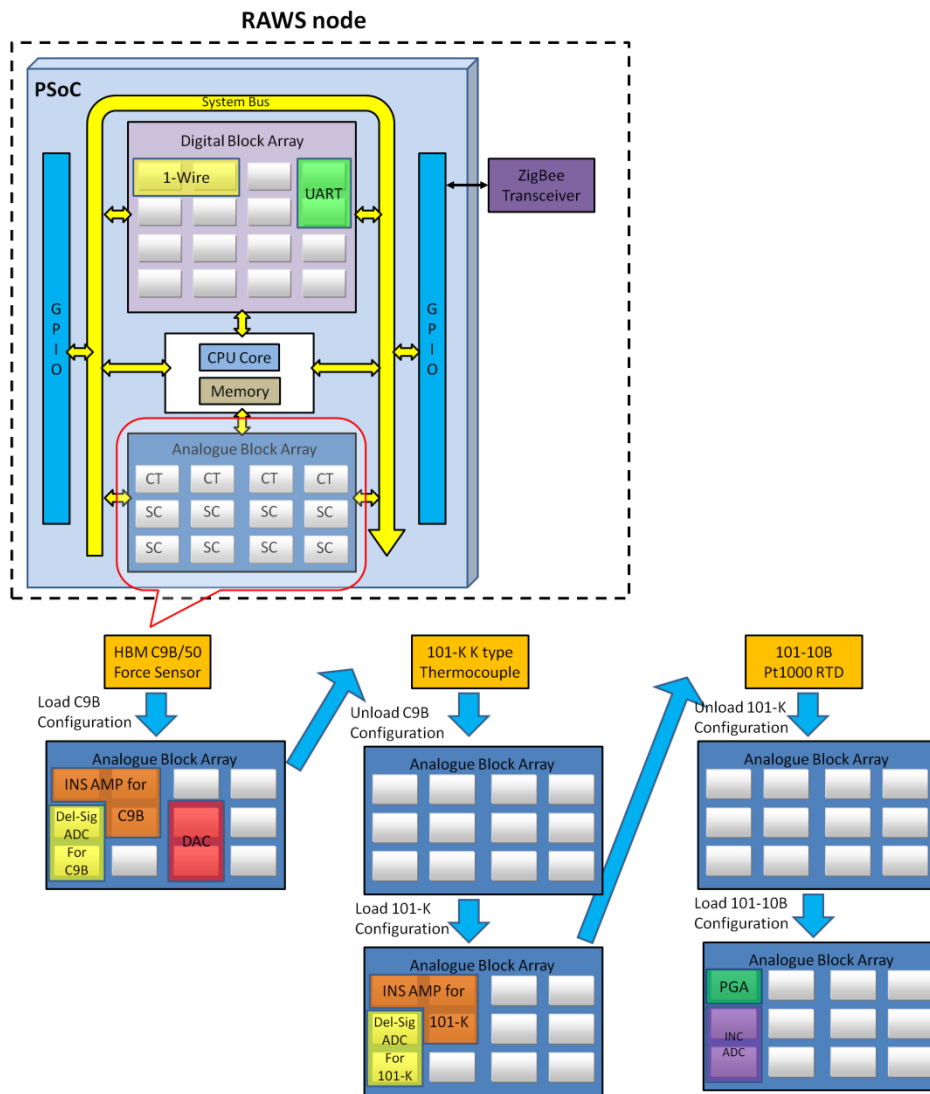 RAWS node
PSoC
System Bus
Digital Block Array
1-Wire
UART
ZigBee
Transceiver
G
P
I
O
G
P
I
O
CPU Core
Memory
Analogue Block Array
CT CT CT CT
SC SC SC SC
SC SC SC SC
HBM C9B/50
Force Sensor
101-K K type
Thermocouple
101-10B
Pt1000 RTD
Load C9B
Configuration
Unload C9B
Configuration
Unload 101-K
Configuration
Analogue Block Array
INS AMP for
C9B
Del-Sig
ADC
For
C9B
DAC
Analogue Block Array
Analogue Block Array
Load 101-K
Configuration
Load 101-10B
Configuration
Analogue Block Array
INS AMP for
101-K
Del-Sig
ADC
For
101-K
Analogue Block Array
PGA
INC
ADC